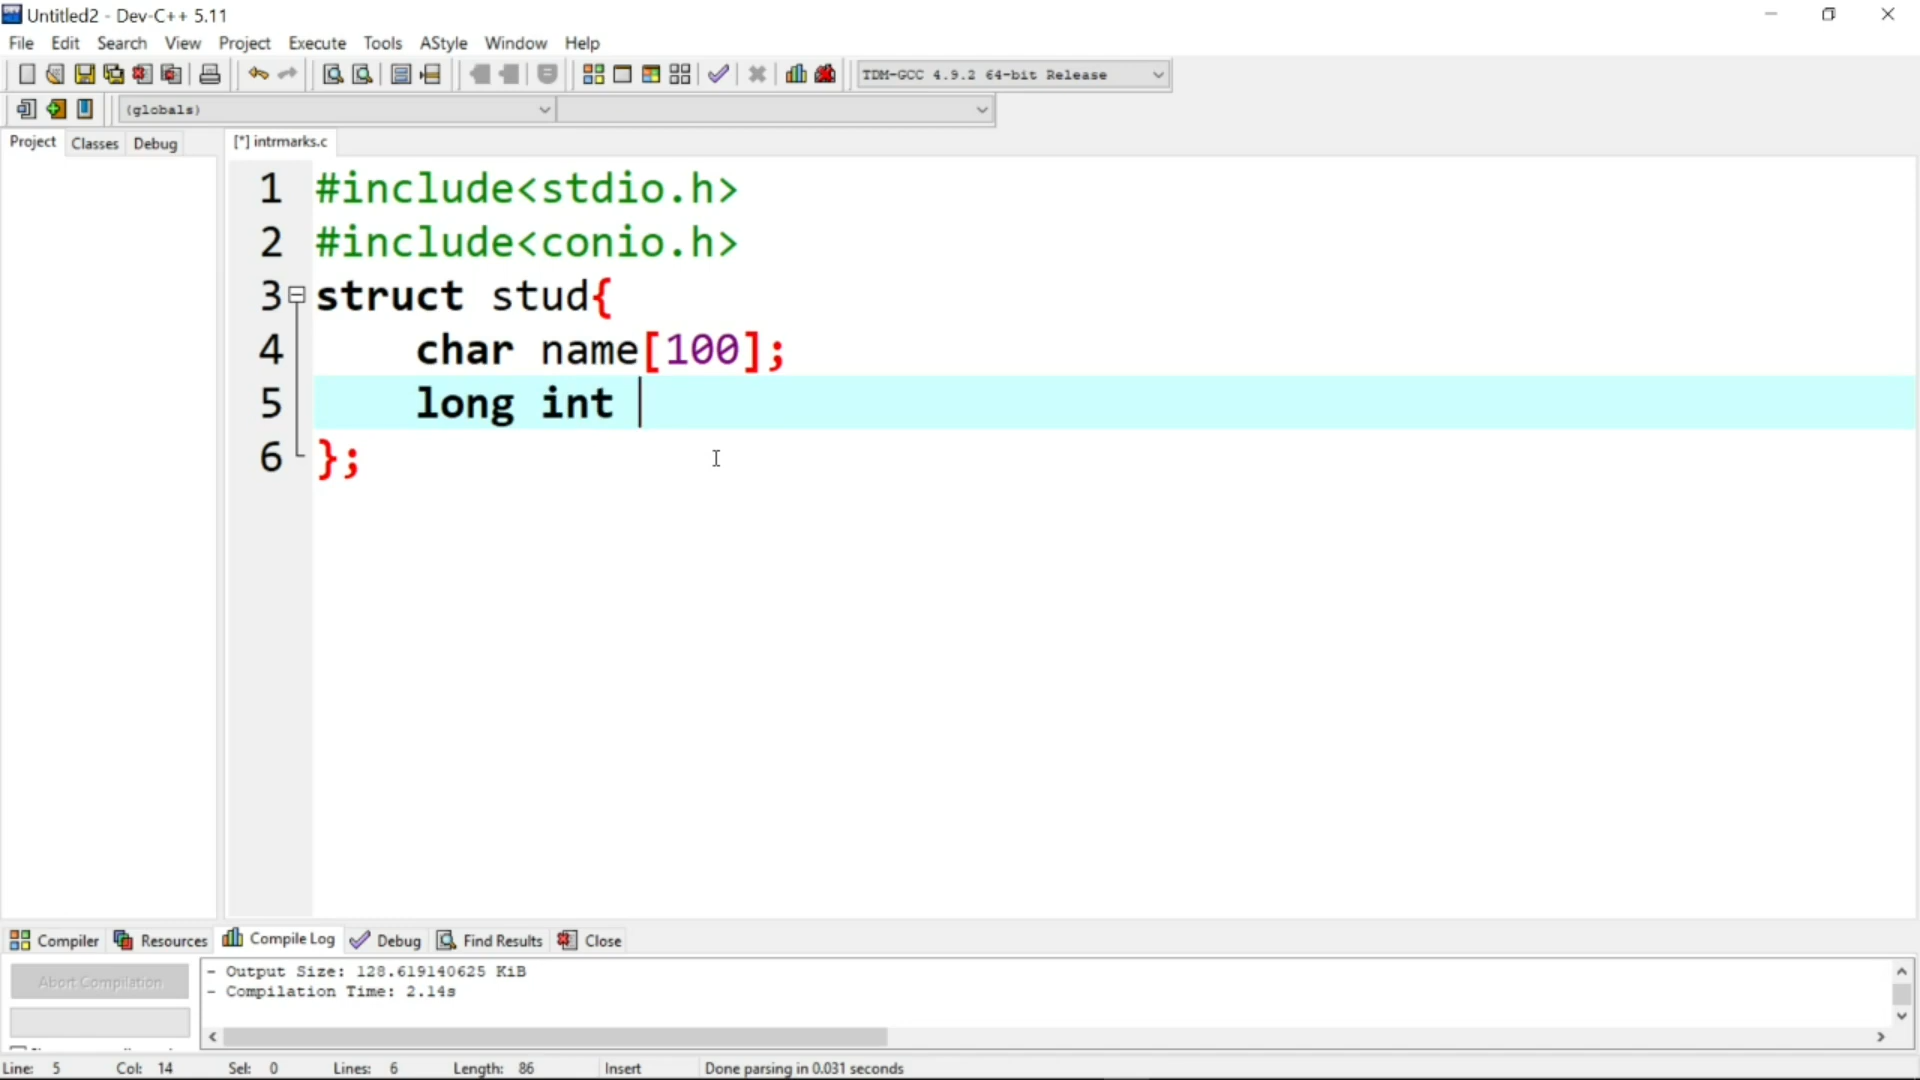 Untitled2 - Dev-C++ 5.11
File Edit Search View Project Execute Tools AStyle Window Help
TDM-GCC 4.9.2 64-bit Release
(globals)
Project Classes Debug
[*] intrmarks.c
1 #include<stdio.h>
2 #include<conio.h>
3 struct stud{
4 char name[100];
5 long int
6 };
Compiler Resources Compile Log Debug Find Results Close
Abort Compilation
- Output Size: 128.619140625 KiB
- Compilation Time: 2.14s
Line: 5 Col: 14 Sel: 0 Lines: 6 Length: 86 Insert Done parsing in 0.031 seconds